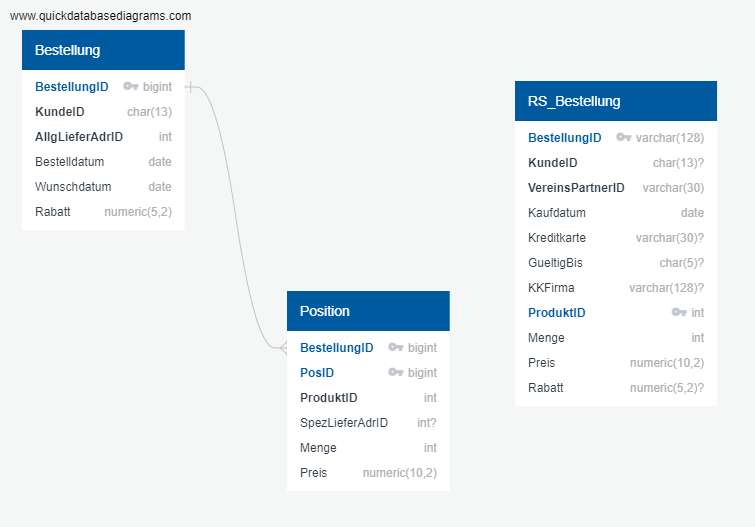 www.quickdatabasediagrams.com
Bestellung
BestellungID bigint
KundeID char(13)
AllgLieferAdrID int
Bestelldatum date
Wunschdatum date
Rabatt numeric(5,2)
RS_Bestellung
BestellungID varchar(128)
KundeID char(13)?
VereinsPartnerID varchar(30)
Kaufdatum date
Kreditkarte varchar(30)?
GueltigBis char(5)?
KKFirma varchar(128)?
ProduktID int
Menge int
Preis numeric(10,2)
Rabatt numeric(5,2)?
Position
BestellungID bigint
PosID bigint
ProduktID int
SpezLieferAdrID int?
Menge int
Preis numeric(10,2)